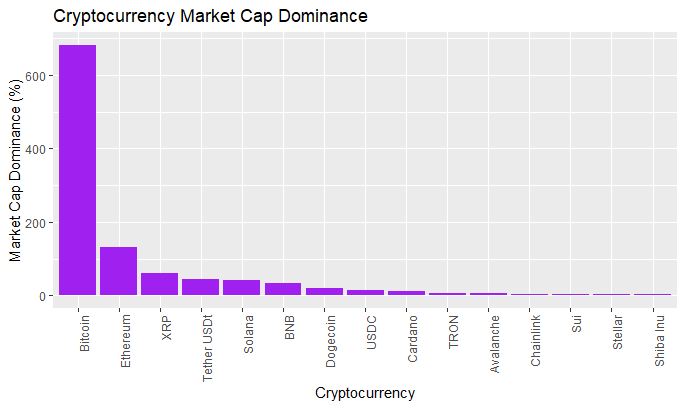 Cryptocurrency Market Cap Dominance
Market Cap Dominance (%)
600
400
200
0
Bitcoin
Ethereum
XRP
Tether USDt
Solana
BNB
Dogecoin
USDC
Cardano
TRON
Avalanche
Chainlink
Sui
Stellar
Shiba Inu
Cryptocurrency